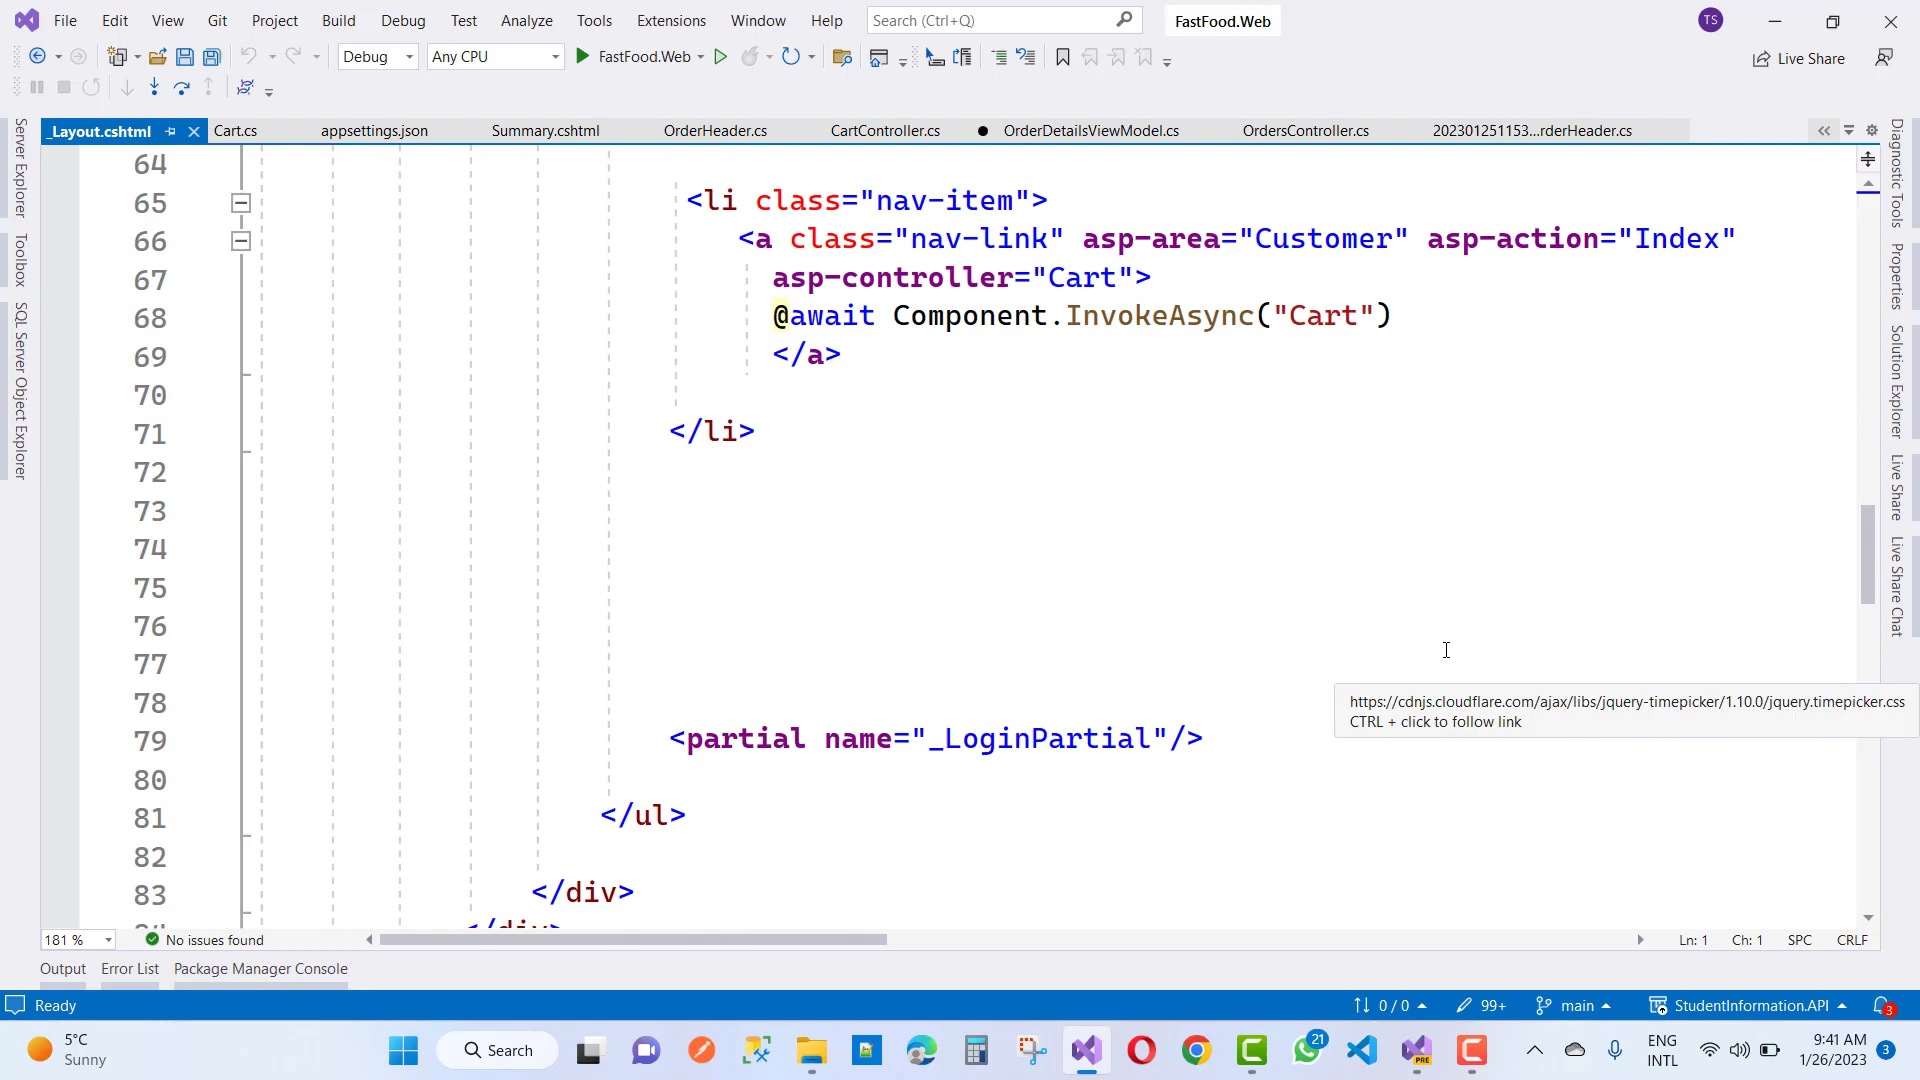 File Edit View Git Project Build Debug Test Analyze Tools Extensions Window Help Search (Ctrl+Q) FastFood.Web TS
Debug Any CPU FastFood.Web Live Share
_Layout.cshtml Cart.cs appsettings.json Summary.cshtml OrderHeader.cs CartController.cs OrderDetailsViewModel.cs OrdersController.cs 202301251153...rderHeader.cs
Server Explorer
Toolbox
SQL Server Object Explorer
64
65 <li class="nav-item">
66 <a class="nav-link" asp-area="Customer" asp-action="Index"
67 asp-controller="Cart">
68 @await Component.InvokeAsync("Cart")
69 </a>
70
71 </li>
72
73
74
75
76
77
78
79 <partial name="_LoginPartial"/>
80
81 </ul>
82
83 </div>
</div>
https://cdnjs.cloudflare.com/ajax/libs/jquery-timepicker/1.10.0/jquery.timepicker.css
CTRL + click to follow link
Diagnostic Tools
Properties
Solution Explorer
Live Share
Live Share Chat
181 % No issues found Ln: 1 Ch: 1 SPC CRLF
Output Error List Package Manager Console
Ready 0 / 0 99+ main StudentInformation.API 3
5°C
Sunny
Search
PRE
21
ENG
INTL
9:41 AM
1/26/2023
3